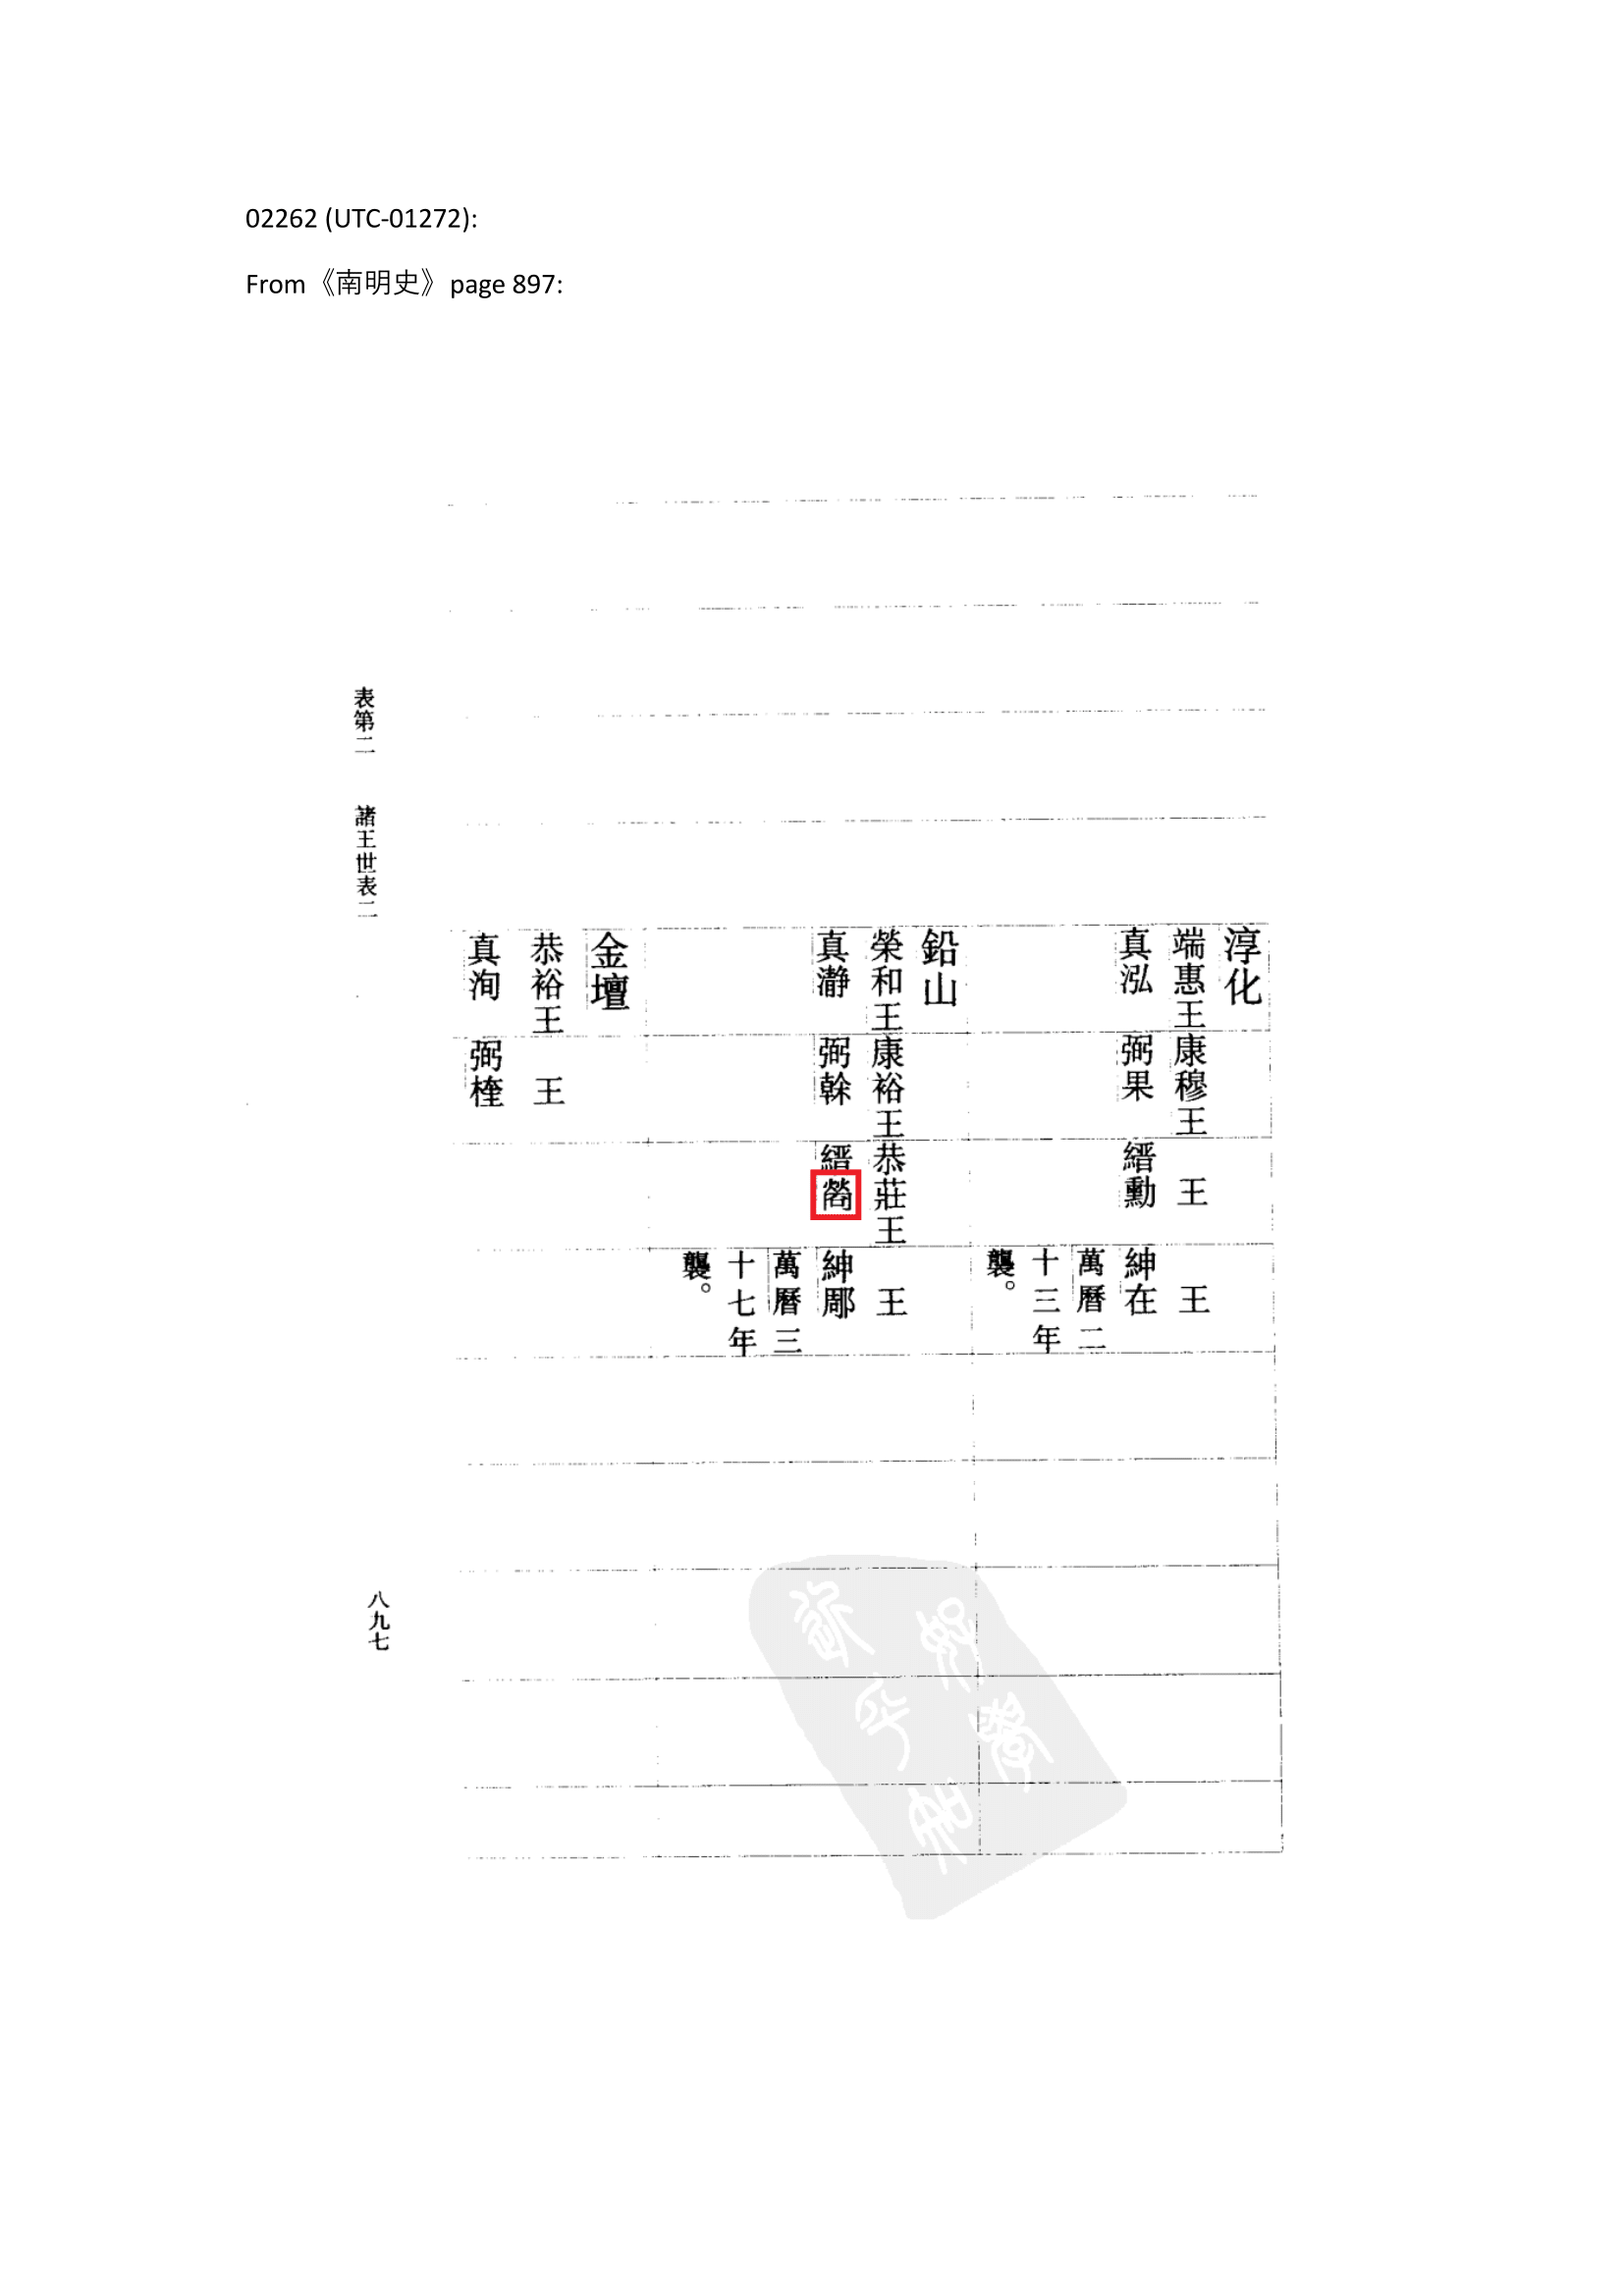 02262 (UTC-01272):
From《南明史》page 897:
淳化
端惠王
真泓
康穆王
弼果
王
縉勳
王
紳在
萬曆二
十三年
襲。
鉛山
榮和王
真瀞
康裕王
弼榦
恭莊王
縉
王
紳郮
萬曆三
十七年
襲。
金壇
恭裕王
真洵
王
弼樦
表第二 諸王世表二
八九七